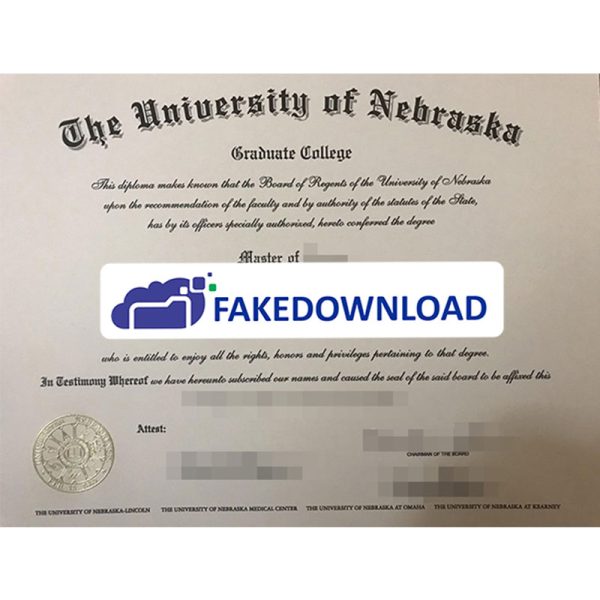 The University of Nebraska
Graduate College
This diploma makes known that the Board of Regents of the University of Nebraska
upon the recommendation of the faculty and by authority of the statutes of the State,
has by its officers specially authorized, hereto conferred the degree
Master of
FAKEDOWNLOAD
who is entitled to enjoy all the rights, honors and privileges pertaining to that degree.
In Testimony Whereof we have hereunto subscribed our names and caused the seal of the said board to be affixed this
Attest:
CHAIRMAN OF THE BOARD
THE UNIVERSITY OF NEBRASKA-LINCOLN THE UNIVERSITY OF NEBRASKA MEDICAL CENTER THE UNIVERSITY OF NEBRASKA AT OMAHA THE UNIVERSITY OF NEBRASKA AT KEARNEY